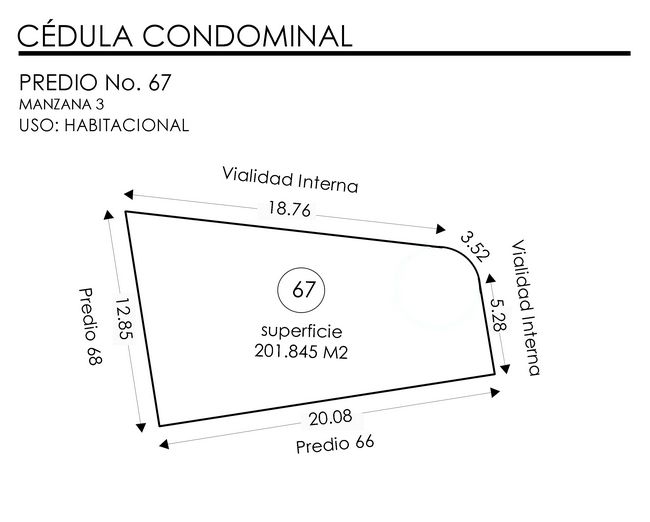 CÉDULA CONDOMINAL
PREDIO No. 67
MANZANA 3
USO: HABITACIONAL
Vialidad Interna
18.76
3.52
Vialidad Interna
5.28
67
superficie
201.845 M2
12.85
Predio 68
20.08
Predio 66